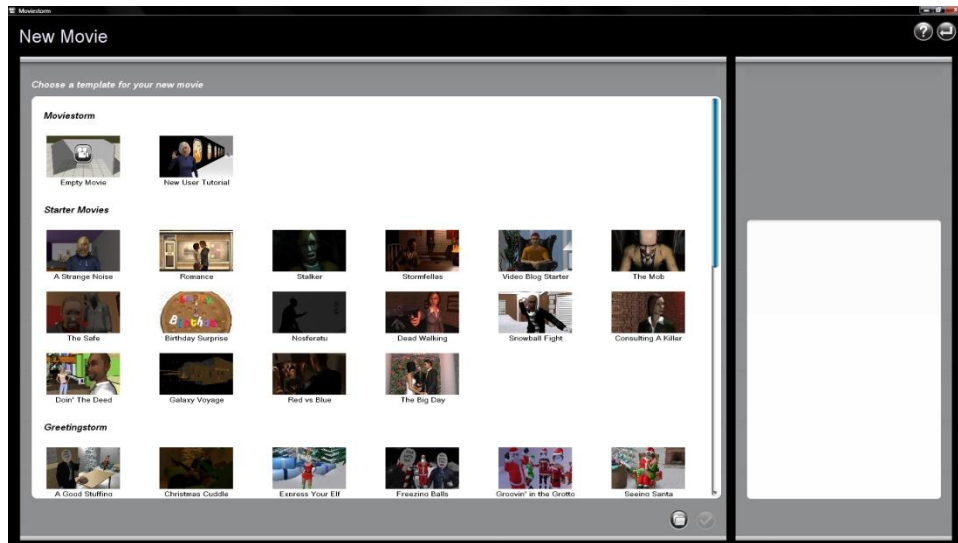 Moviestorm
New Movie
Choose a template for your new movie
Moviestorm
Empty Movie
New User Tutorial
Starter Movies
A Strange Noise
Romance
Stalker
Stormfellas
Video Blog Starter
The Mob
The Safe
Birthday Surprise
Nosferatu
Dead Walking
Snowball Fight
Consulting A Killer
Doin' The Deed
Galaxy Voyage
Red vs Blue
The Big Day
Greetingstorm
A Good Stuffing
Christmas Cuddle
Express Your Elf
Freezing Balls
Groovin' in the Grotto
Seeing Santa